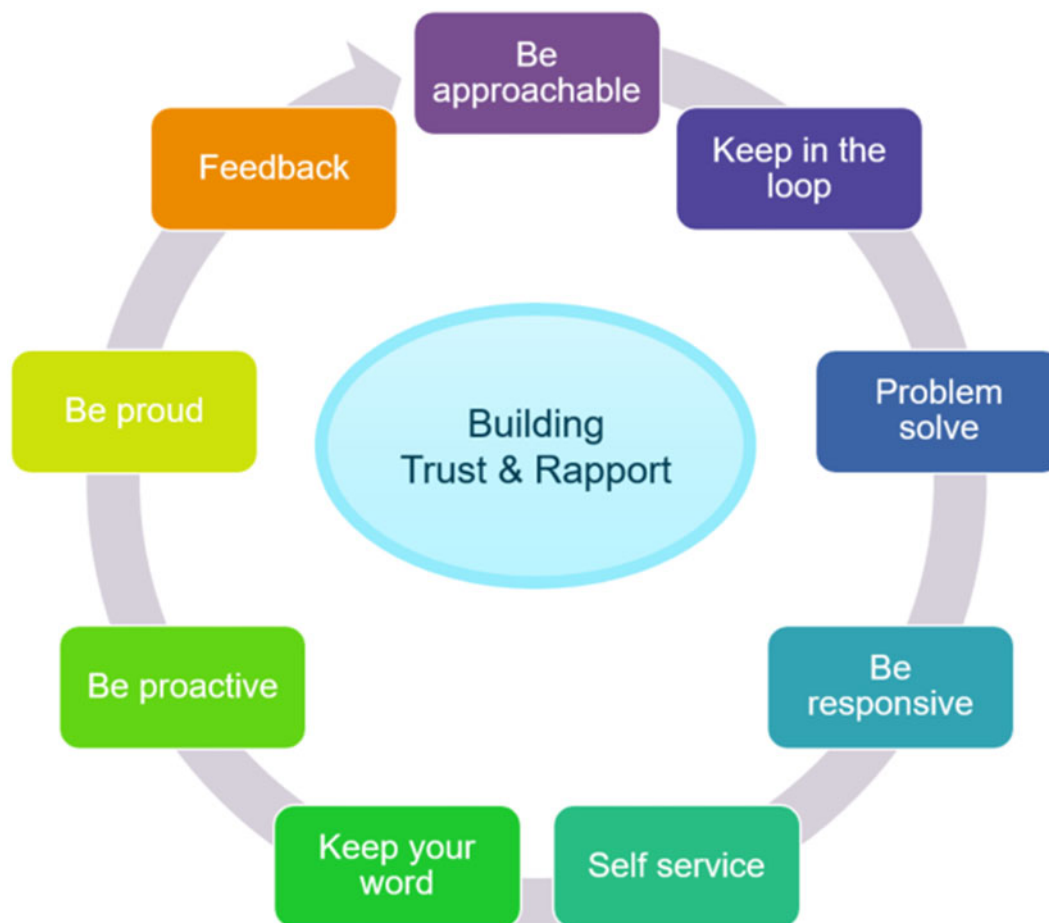 Be
approachable
Keep in the
loop
Problem
solve
Be
responsive
Self service
Keep your
word
Be proactive
Be proud
Feedback
Building
Trust & Rapport